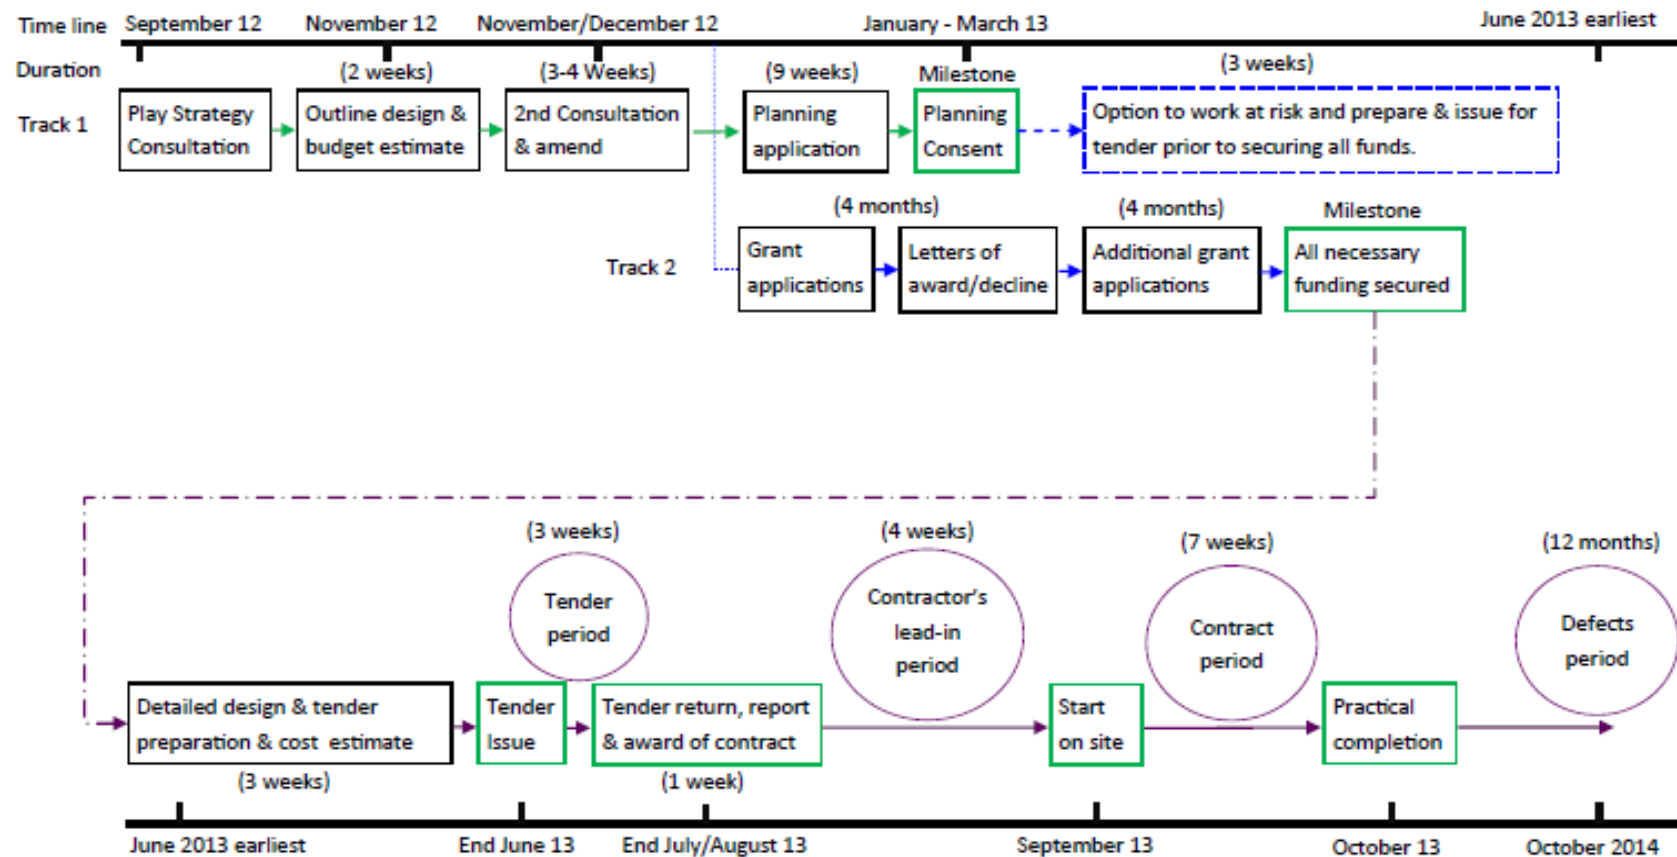 Time line
September 12
November 12
November/December 12
January - March 13
June 2013 earliest
Duration
(2 weeks)
(3-4 Weeks)
(9 weeks)
Milestone
(3 weeks)
Track 1
Play Strategy
Consultation
Outline design &
budget estimate
2nd Consultation
& amend
Planning
application
Planning
Consent
Option to work at risk and prepare & issue for
tender prior to securing all funds.
(4 months)
(4 months)
Milestone
Track 2
Grant
applications
Letters of
award/decline
Additional grant
applications
All necessary
funding secured
(3 weeks)
(4 weeks)
(7 weeks)
(12 months)
Tender
period
Contractor's
lead-in
period
Contract
period
Defects
period
Detailed design & tender
preparation & cost estimate
Tender
Issue
Tender return, report
& award of contract
Start
on site
Practical
completion
(3 weeks)
(1 week)
June 2013 earliest
End June 13
End July/August 13
September 13
October 13
October 2014